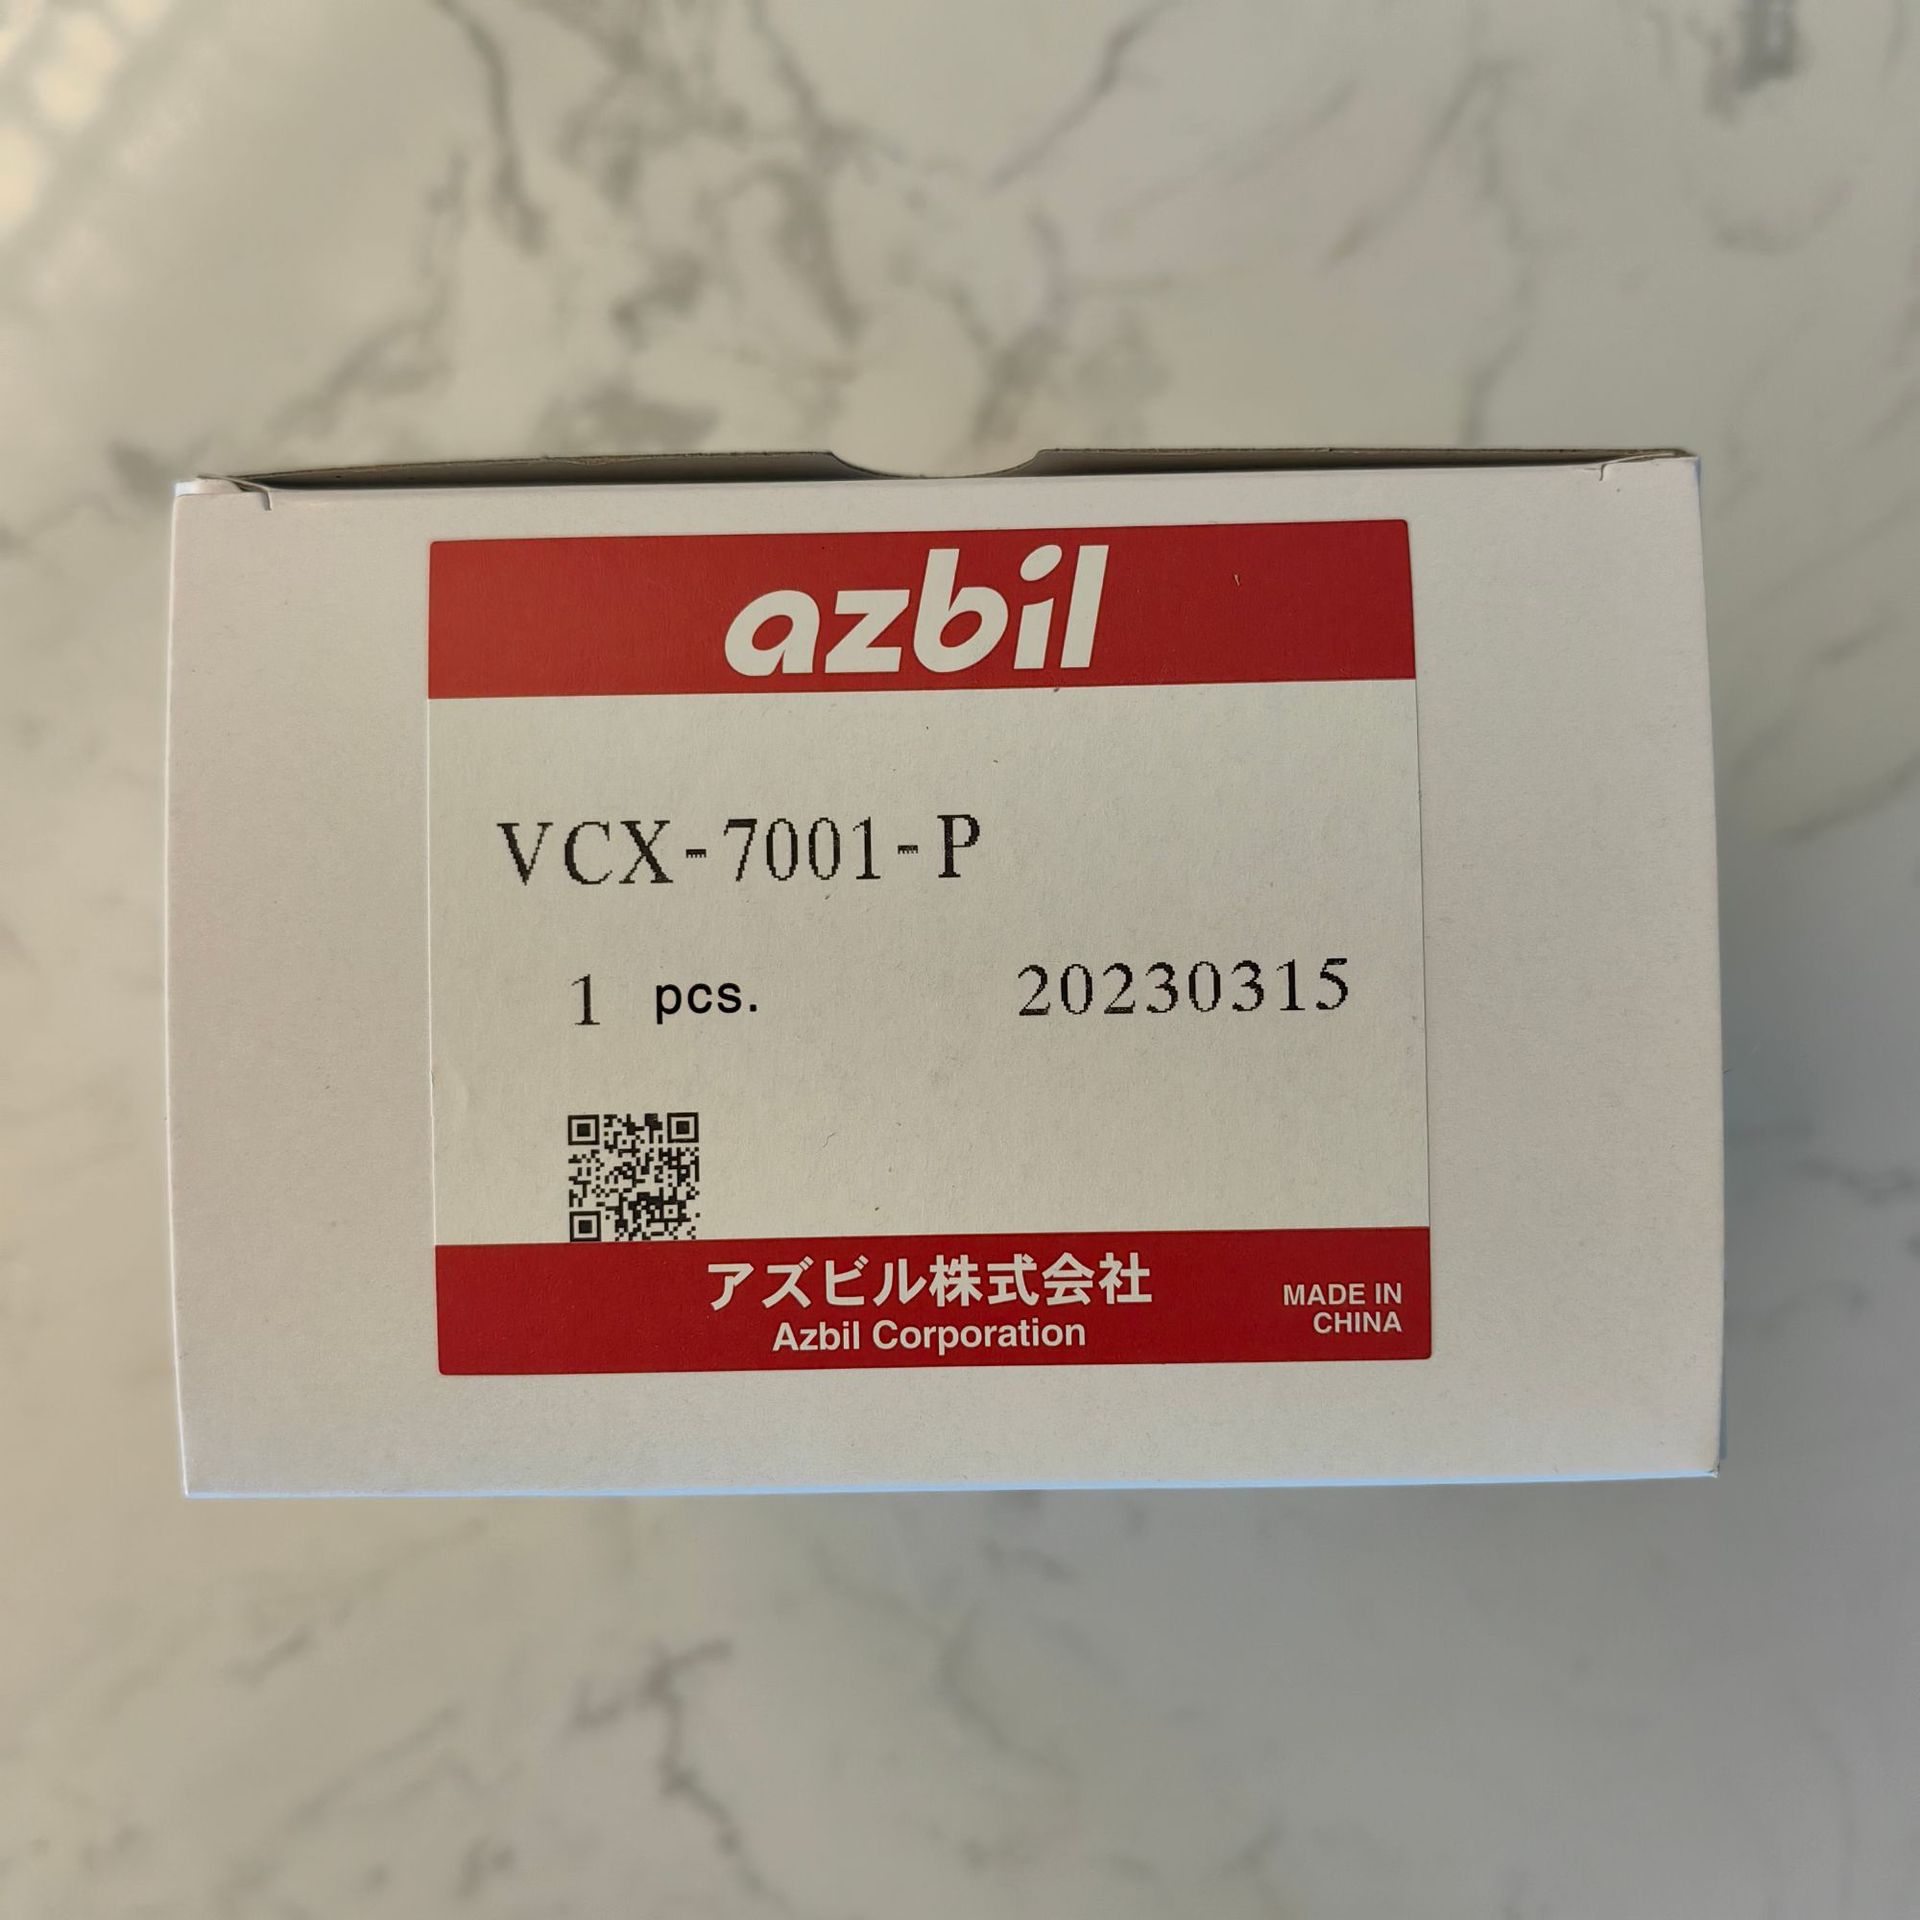 azbil
VCX-7001-P
1 pcs. 20230315
アズビル株式会社
Azbil Corporation
MADE IN
CHINA